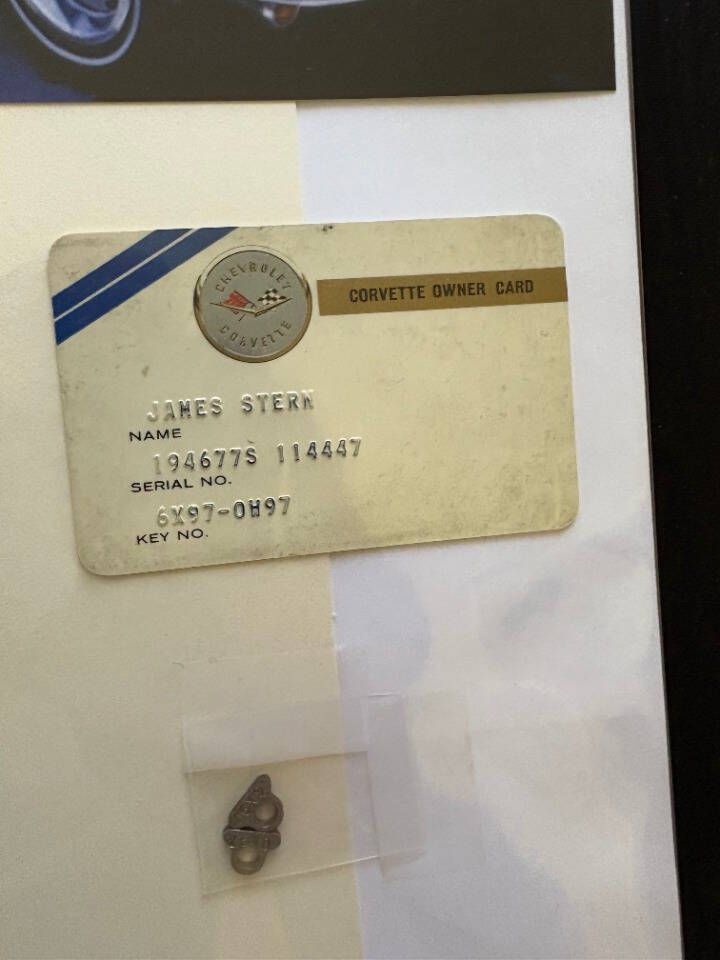 CHEVROLET
CORVETTE
CORVETTE OWNER CARD
JAMES STERN
NAME
194677S 114447
SERIAL NO.
6X97-0H97
KEY NO.